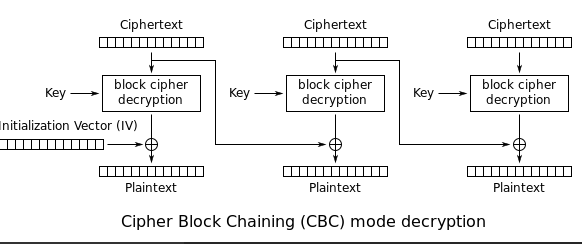 Ciphertext
Ciphertext
Ciphertext
Key
block cipher
decryption
Key
block cipher
decryption
Key
block cipher
decryption
Initialization Vector (IV)
Plaintext
Plaintext
Plaintext
Cipher Block Chaining (CBC) mode decryption